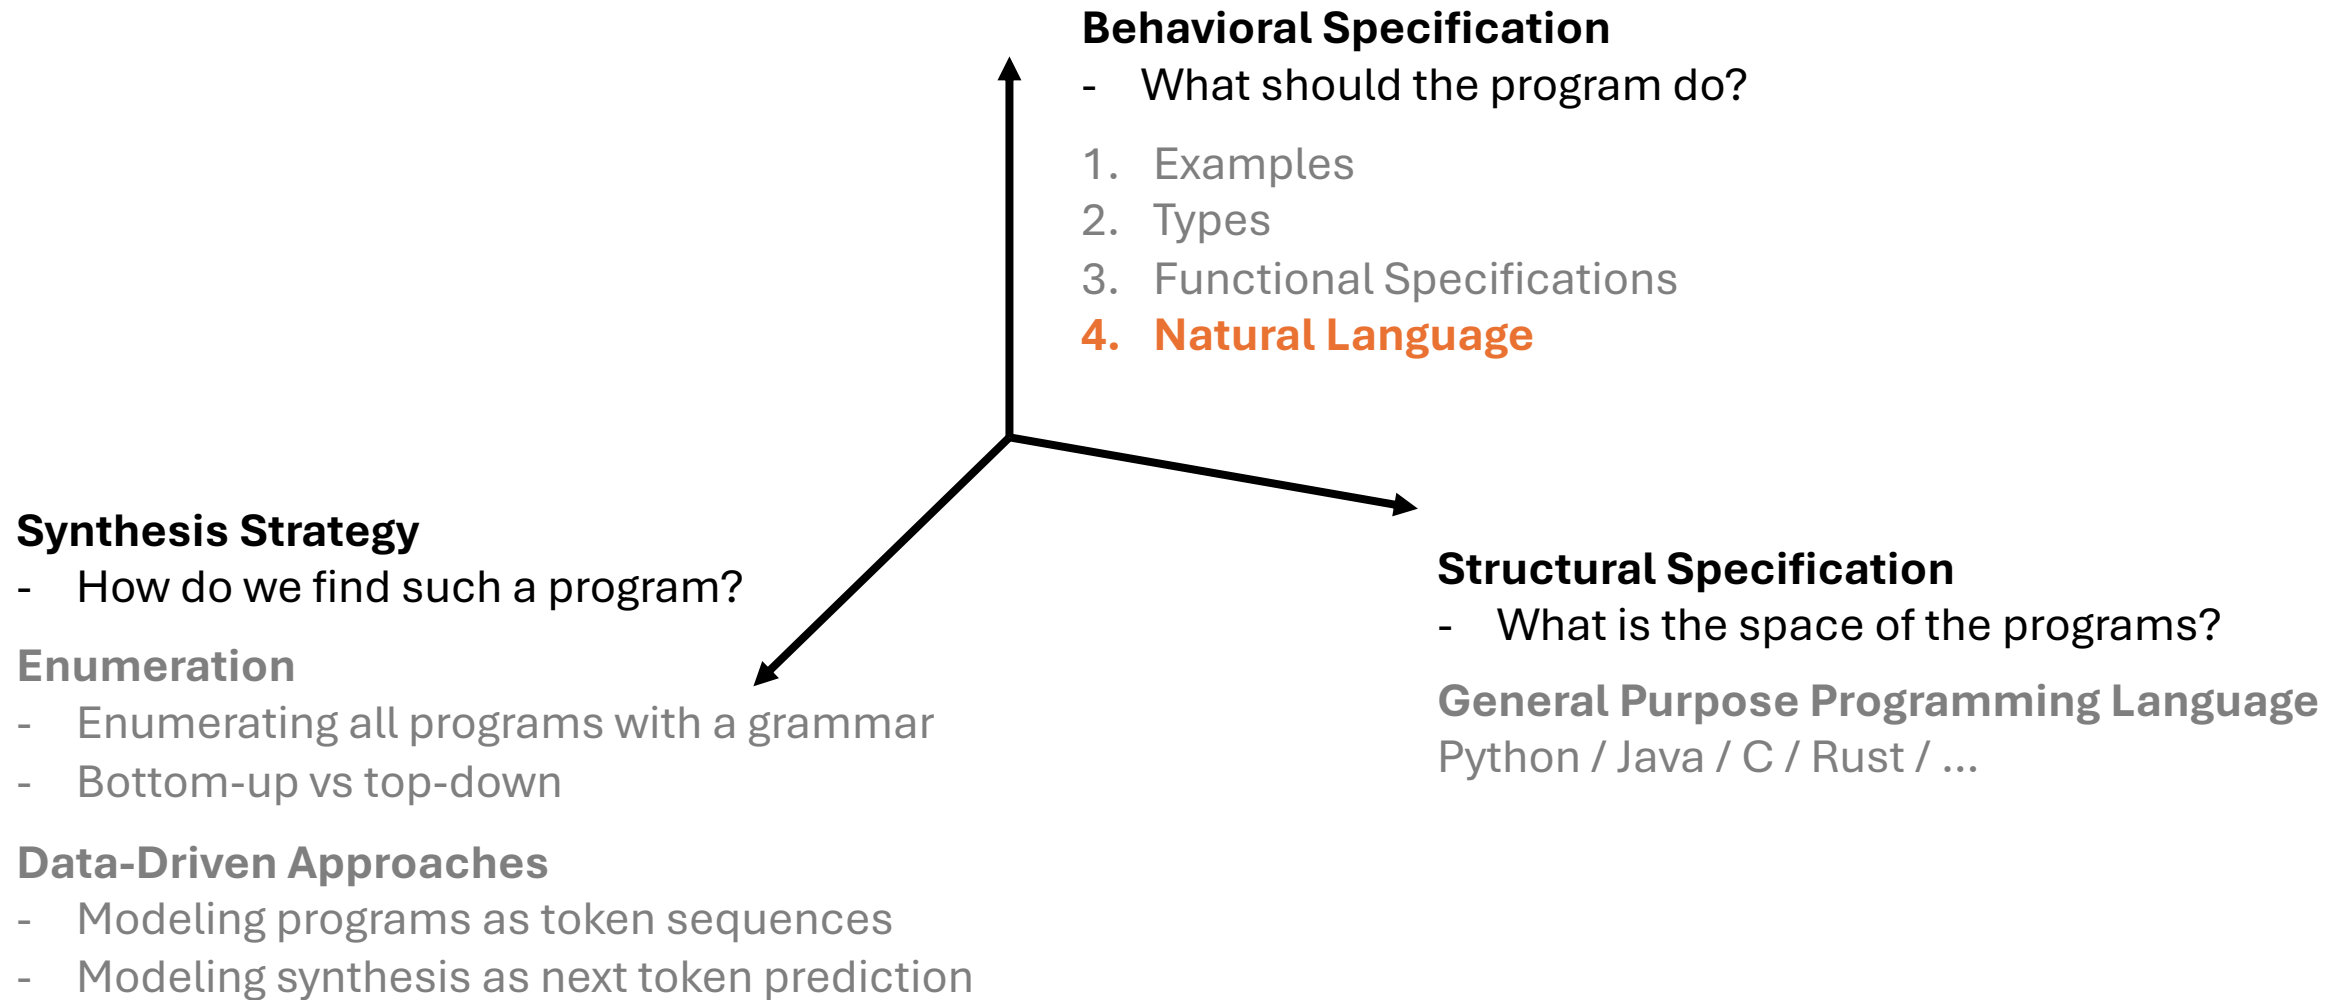 Behavioral Specification
- What should the program do?
1. Examples
2. Types
3. Functional Specifications
4. Natural Language
Synthesis Strategy
- How do we find such a program?
Enumeration
- Enumerating all programs with a grammar
- Bottom-up vs top-down
Data-Driven Approaches
- Modeling programs as token sequences
- Modeling synthesis as next token prediction
Structural Specification
- What is the space of the programs?
General Purpose Programming Language
Python / Java / C / Rust / ...